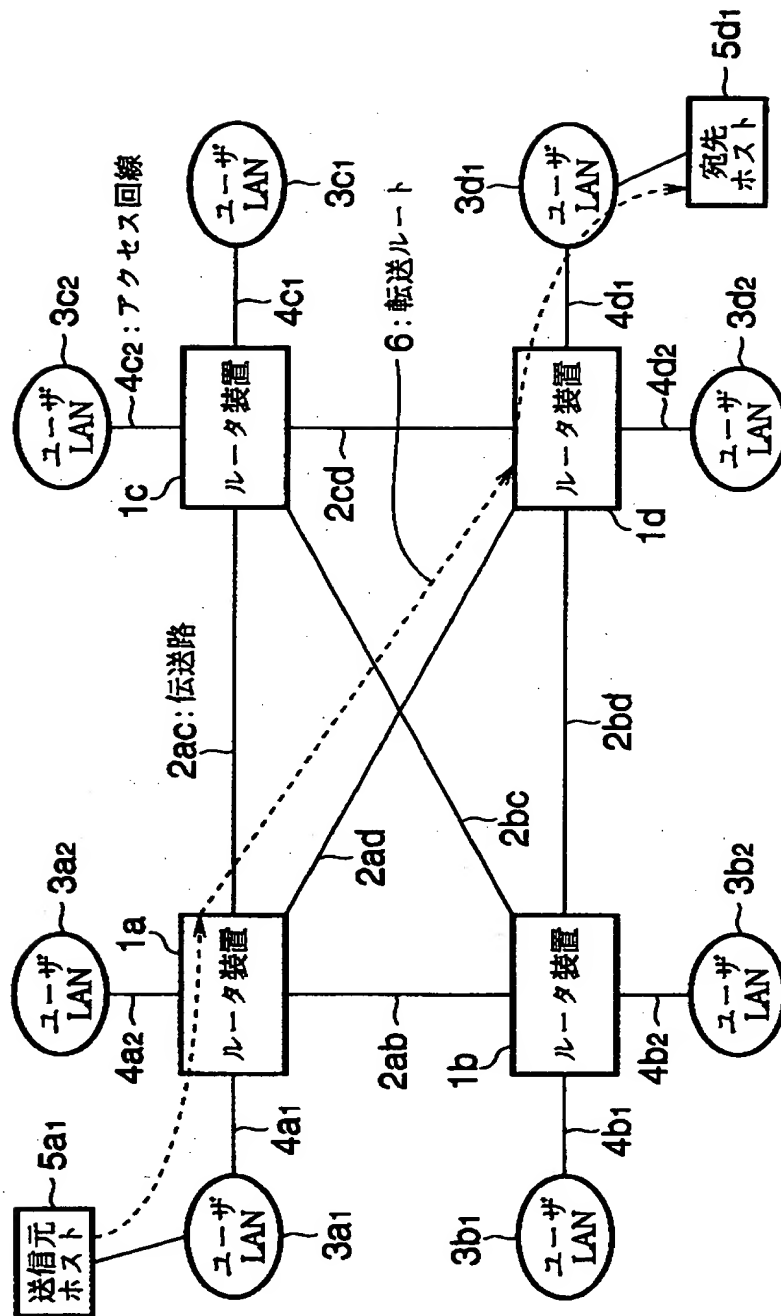 送信元
ホスト
5a1
3a2
ユーザ
LAN
4a2
1a
ルータ装置
4a1
ユーザ
LAN
3a1
2ac:伝送路
3c2
ユーザ
LAN
4c2:アクセス回線
1c
ルータ装置
4c1
ユーザ
LAN
3c1
2ab
2ad
2bc
2cd
6:転送ルート
1b
ルータ装置
4b1
ユーザ
LAN
3b1
4b2
ユーザ
LAN
3b2
2bd
1d
ルータ装置
4d1
ユーザ
LAN
3d1
4d2
ユーザ
LAN
3d2
宛先
ホスト
5d1